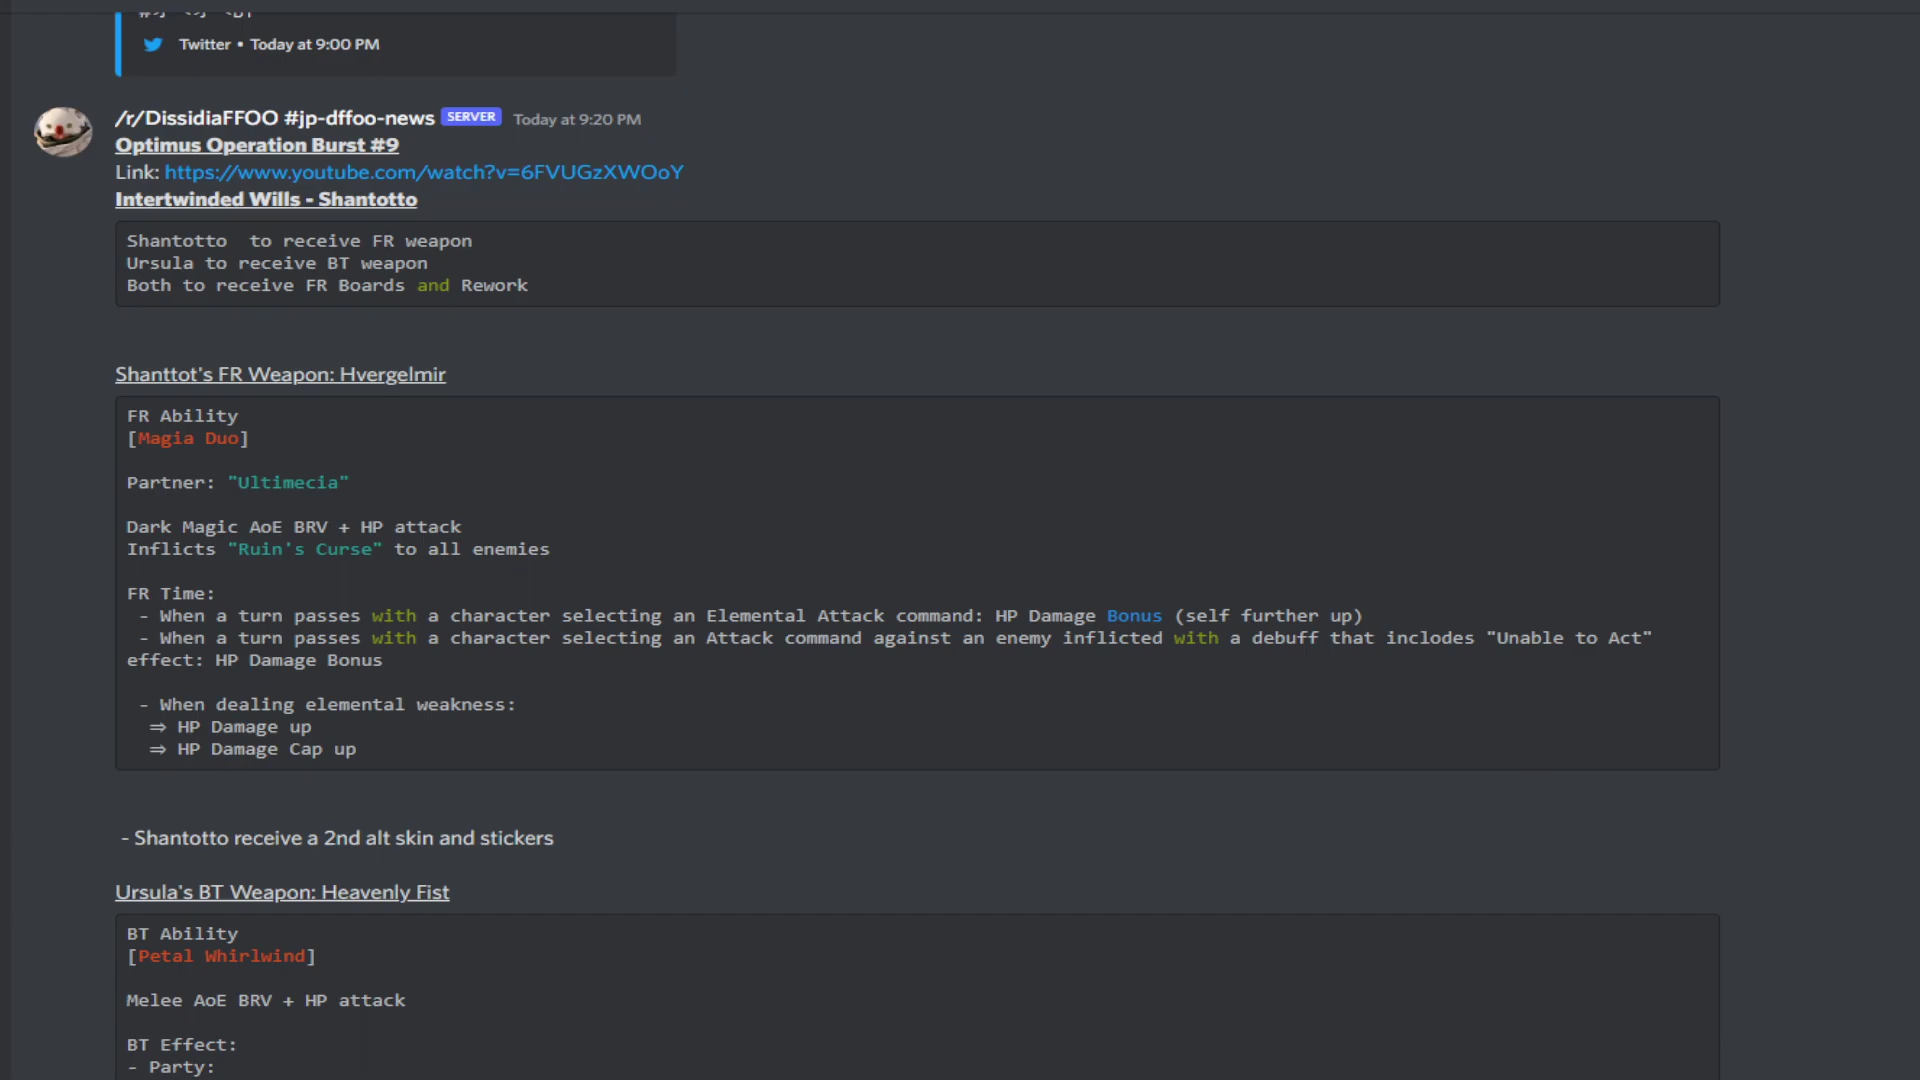 Twitter • Today at 9:00 PM
/r/DissidiaFFOO #jp-dffoo-news SERVER Today at 9:20 PM
Optimus Operation Burst #9
Link: https://www.youtube.com/watch?v=6FVUGzXWOoY
Intertwinded Wills - Shantotto
Shantotto  to receive FR weapon
Ursula to receive BT weapon
Both to receive FR Boards and Rework
Shanttot's FR Weapon: Hvergelmir
FR Ability
[Magia Duo]
Partner: "Ultimecia"
Dark Magic AoE BRV + HP attack
Inflicts "Ruin's Curse" to all enemies
FR Time:
- When a turn passes with a character selecting an Elemental Attack command: HP Damage Bonus (self further up)
- When a turn passes with a character selecting an Attack command against an enemy inflicted with a debuff that includes "Unable to Act"
effect: HP Damage Bonus
- When dealing elemental weakness:
⇒ HP Damage up
⇒ HP Damage Cap up
- Shantotto receive a 2nd alt skin and stickers
Ursula's BT Weapon: Heavenly Fist
BT Ability
[Petal Whirlwind]
Melee AoE BRV + HP attack
BT Effect:
- Party: